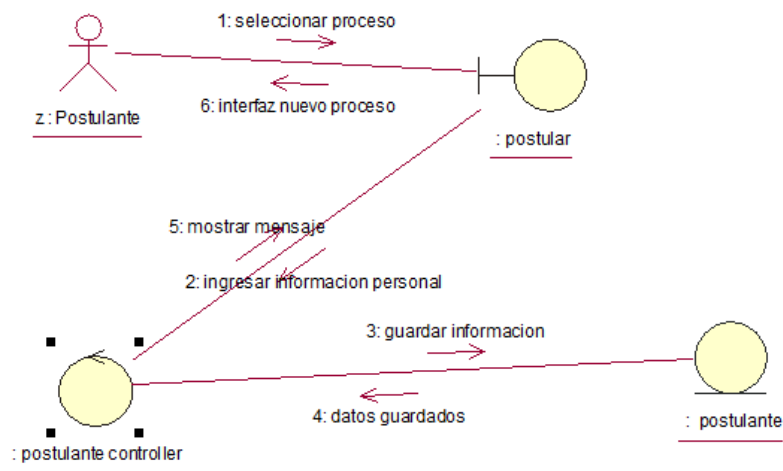 1: seleccionar proceso
6: interfaz nuevo proceso
z : Postulante
: postular
5: mostrar mensaje
2: ingresar informacion personal
3: guardar informacion
4: datos guardados
: postulante
: postulante controller